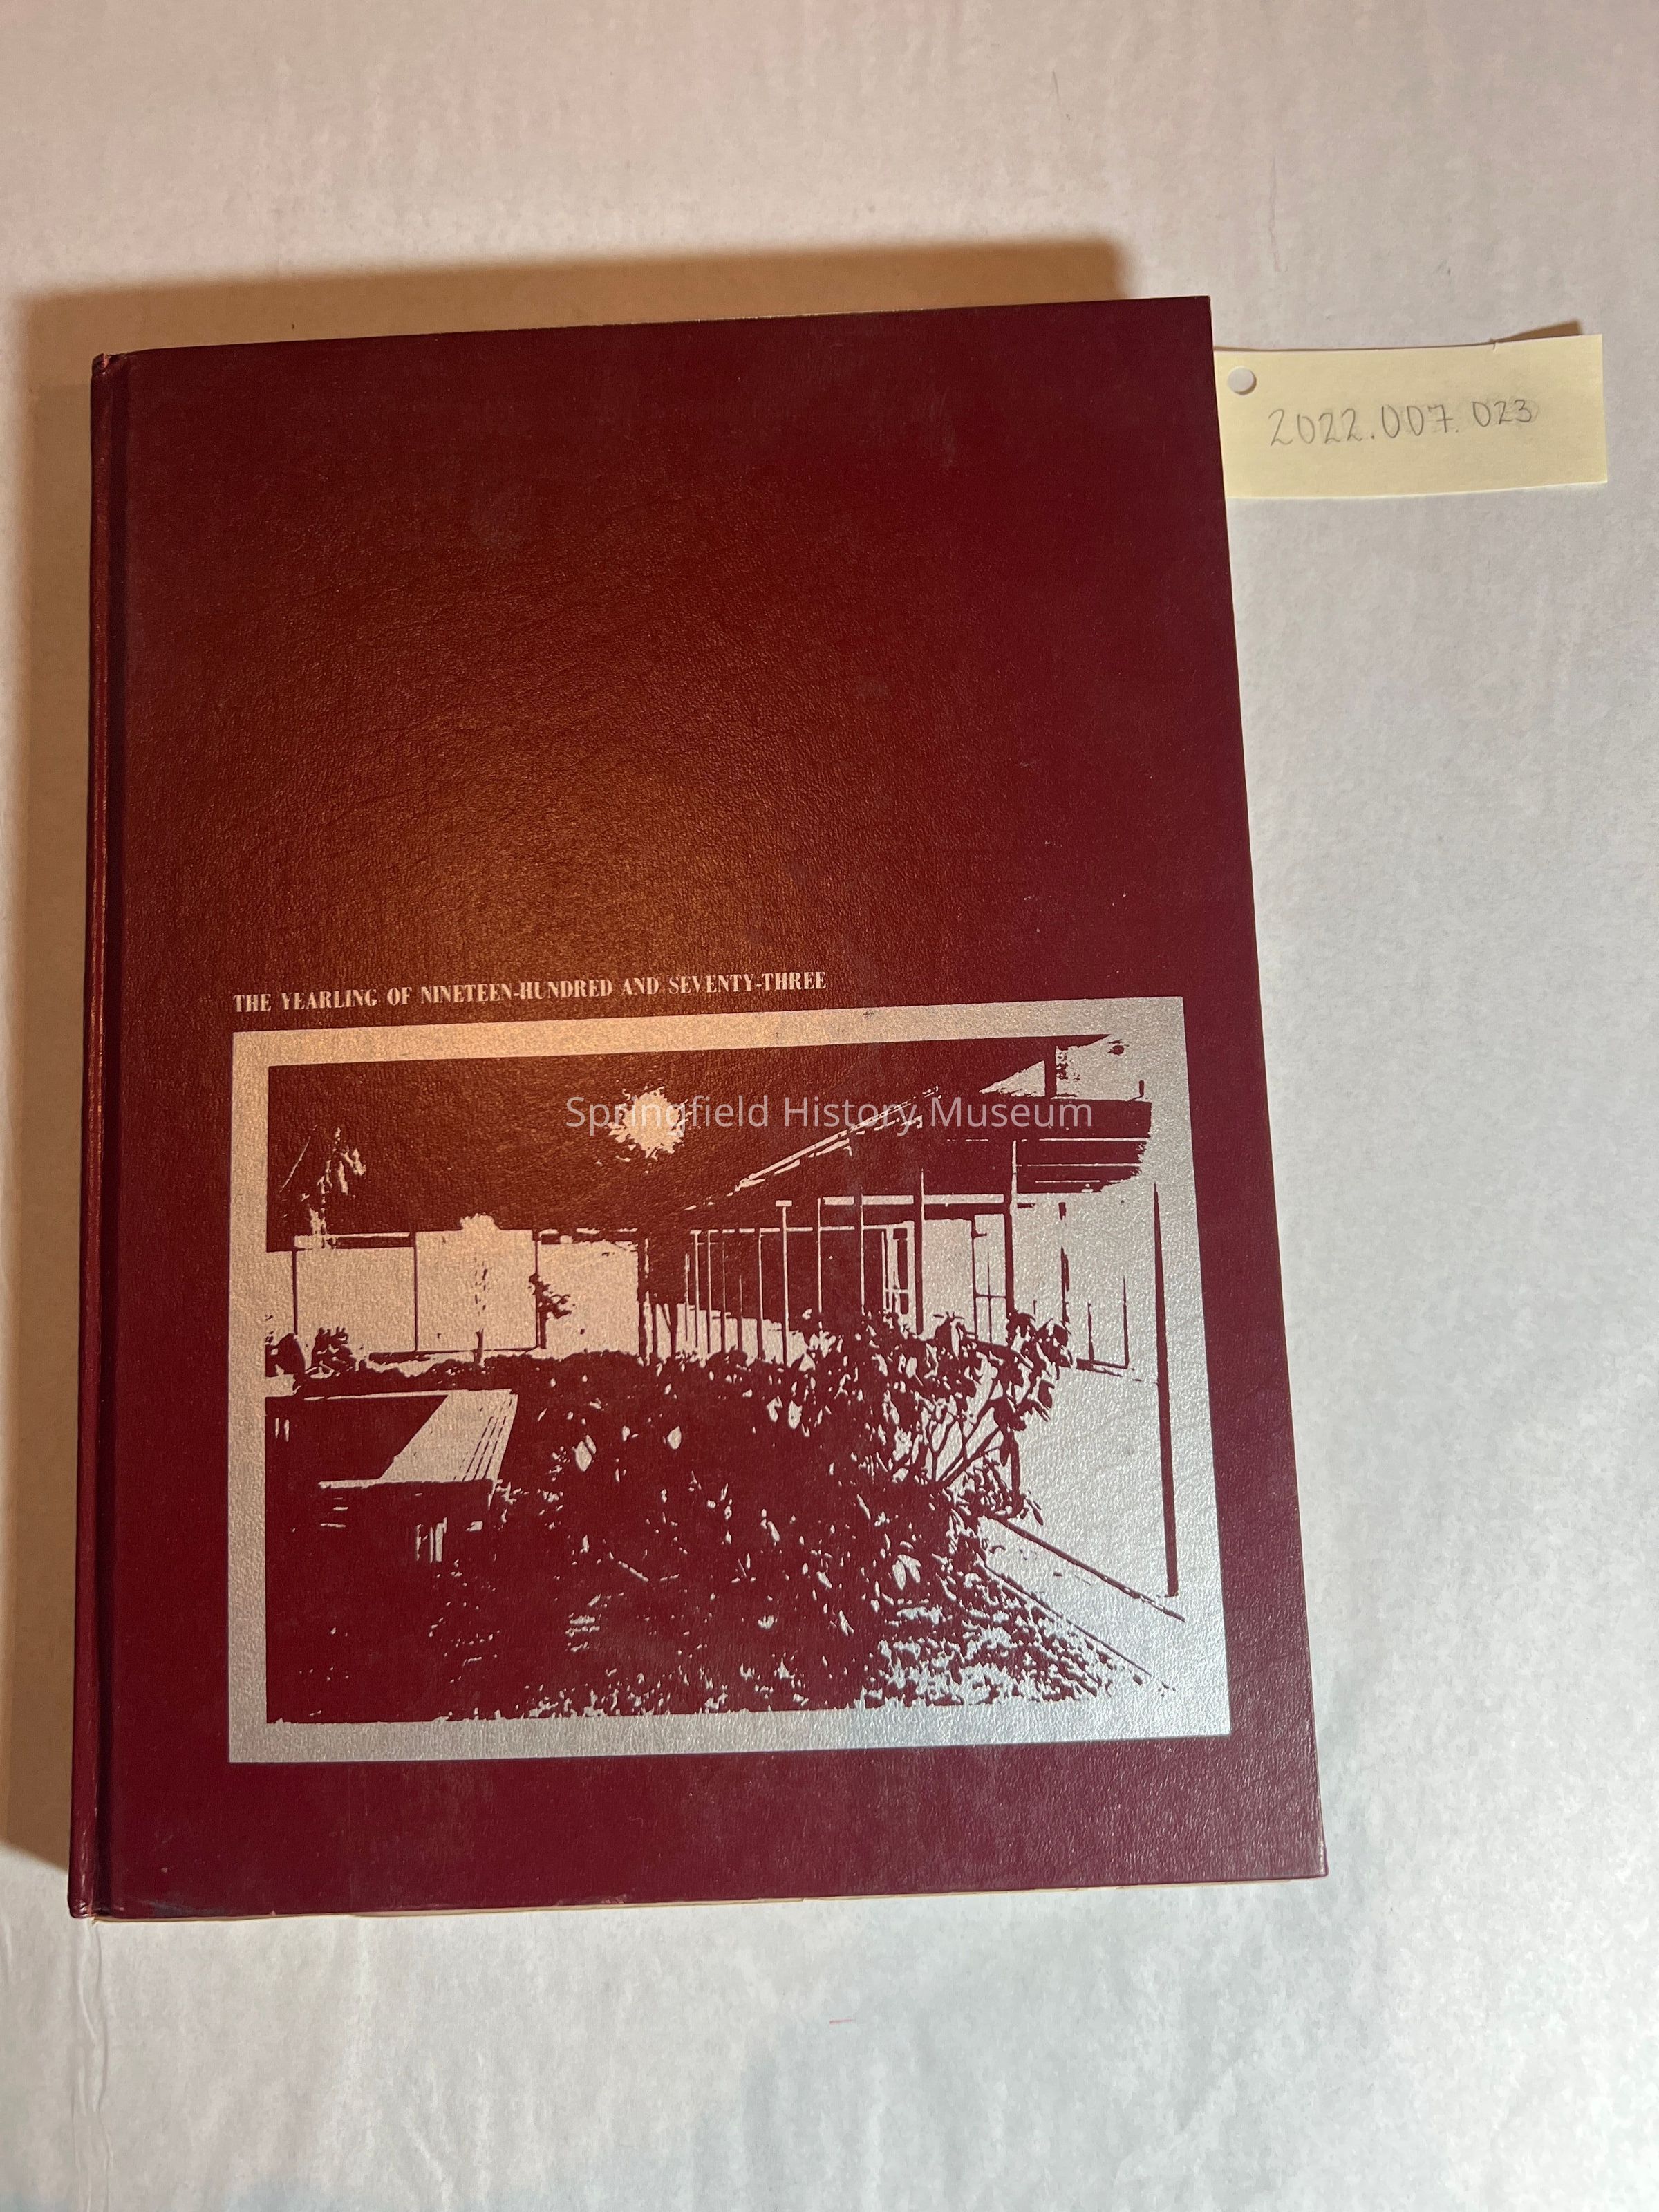 2022.007.023
THE YEARLING OF NINETEEN-HUNDRED AND SEVENTY-THREE
Springfield History Museum